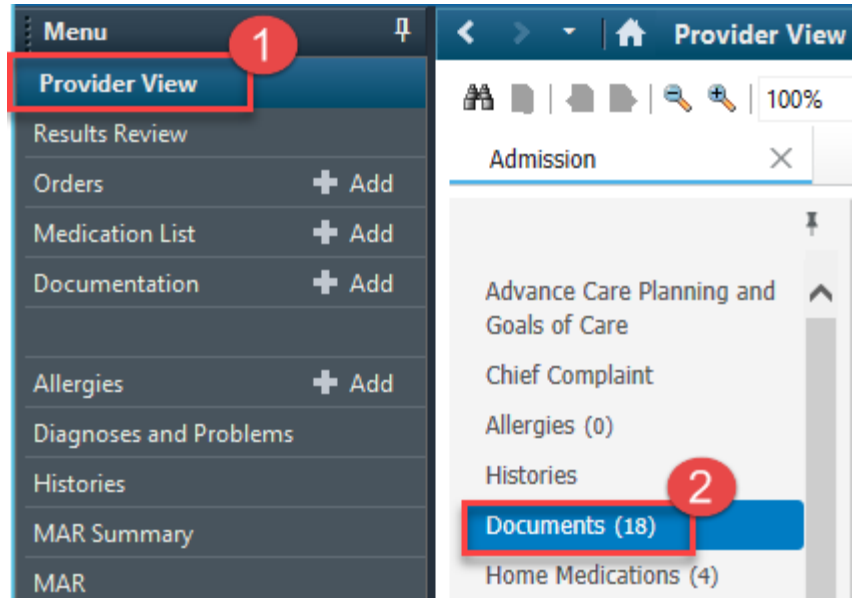 Menu
1
Provider View
Results Review
Orders + Add
Medication List + Add
Documentation + Add
Allergies + Add
Diagnoses and Problems
Histories
MAR Summary
MAR
Provider View
100%
Admission
Advance Care Planning and
Goals of Care
Chief Complaint
Allergies (0)
Histories
2
Documents (18)
Home Medications (4)